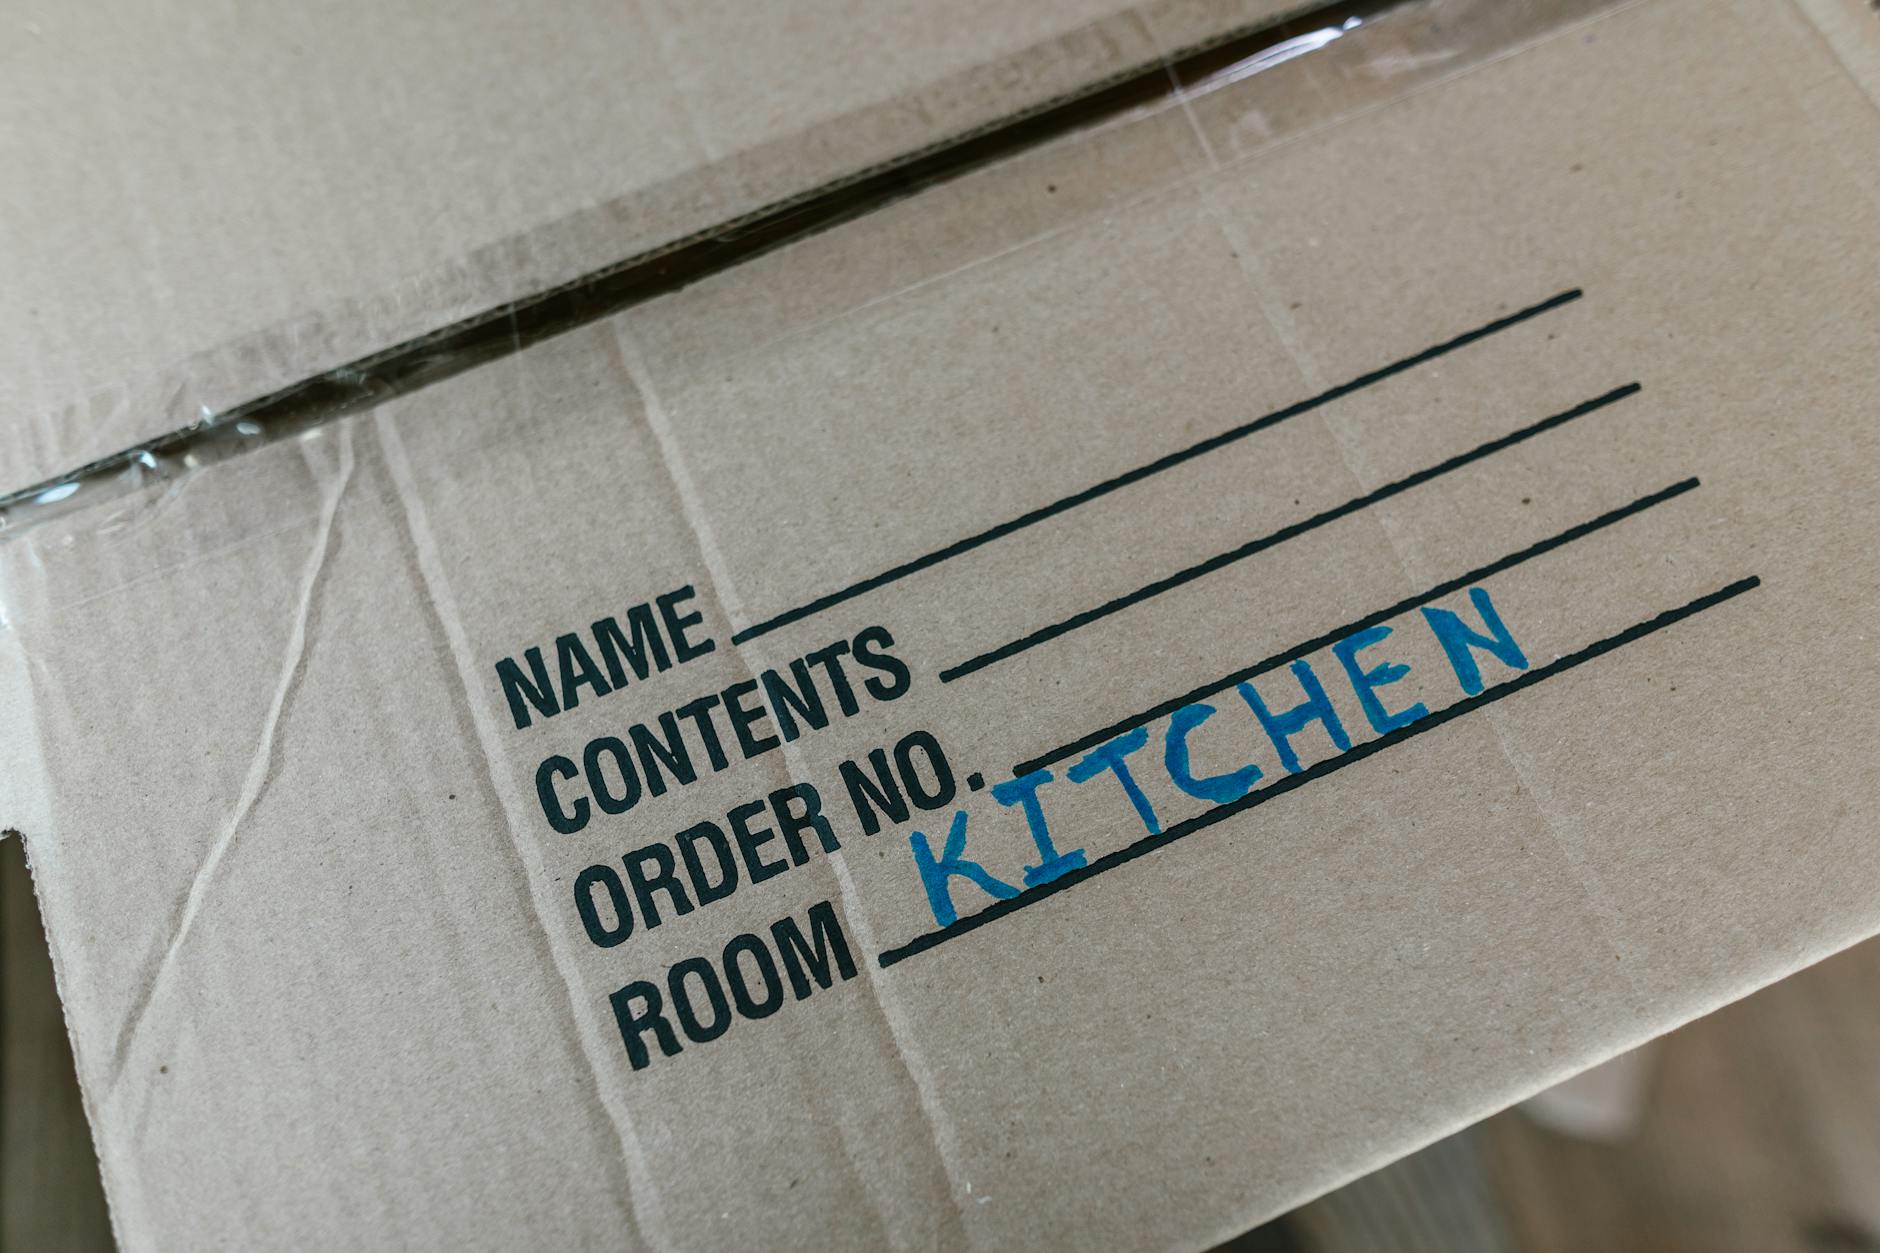 NAME
CONTENTS
ORDER NO.
ROOM KITCHEN